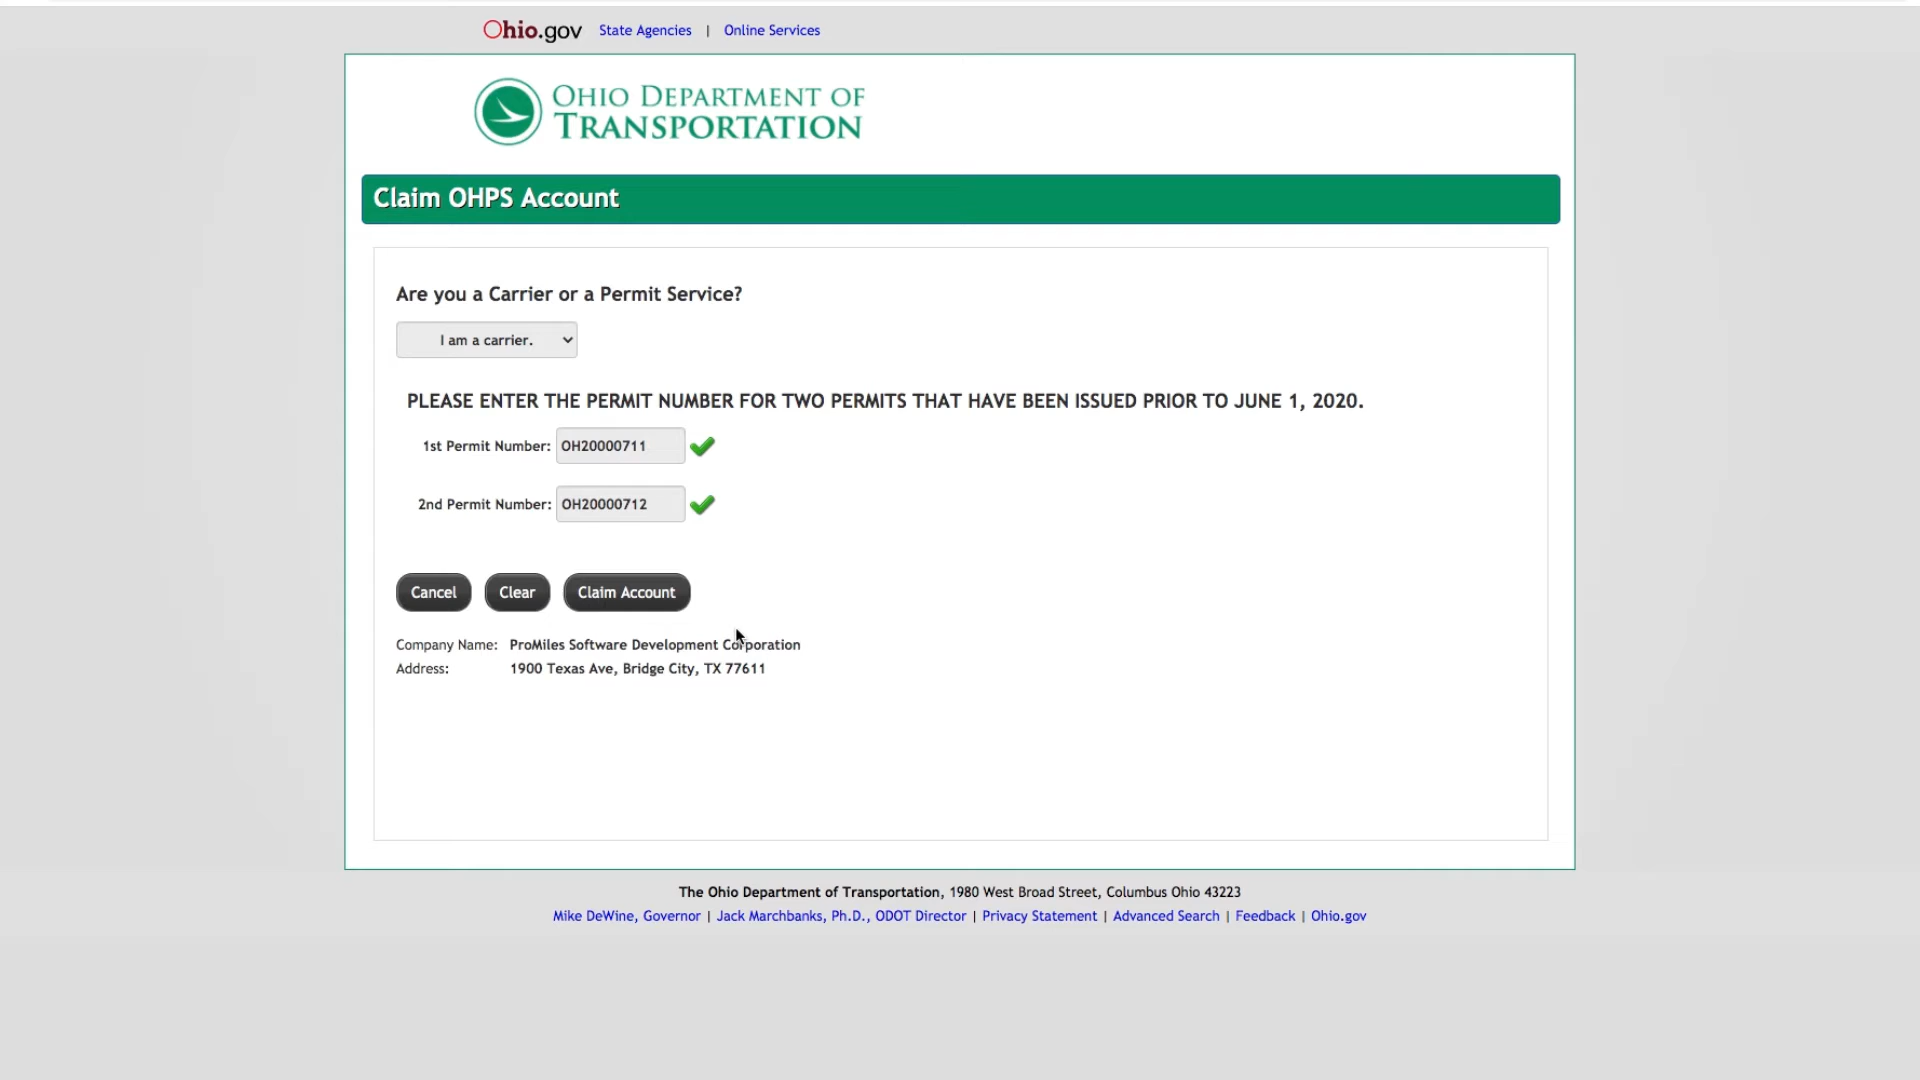 Ohio.gov State Agencies | Online Services
OHIO DEPARTMENT OF
TRANSPORTATION
Claim OHPS Account
Are you a Carrier or a Permit Service?
I am a carrier.
PLEASE ENTER THE PERMIT NUMBER FOR TWO PERMITS THAT HAVE BEEN ISSUED PRIOR TO JUNE 1, 2020.
1st Permit Number: OH20000711
2nd Permit Number: OH20000712
Cancel Clear Claim Account
Company Name: ProMiles Software Development Corporation
Address: 1900 Texas Ave, Bridge City, TX 77611
The Ohio Department of Transportation, 1980 West Broad Street, Columbus Ohio 43223
Mike DeWine, Governor | Jack Marchbanks, Ph.D., ODOT Director | Privacy Statement | Advanced Search | Feedback | Ohio.gov